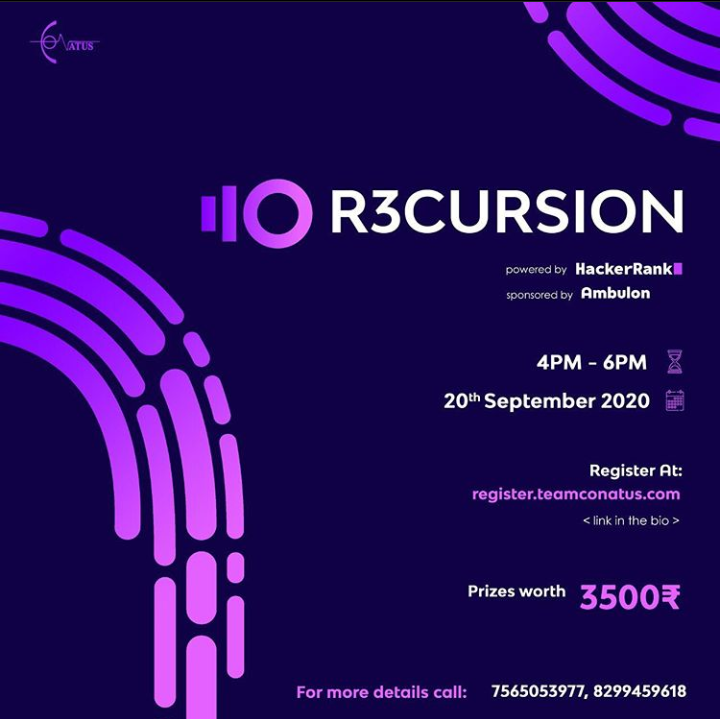 CONATUS
R3CURSION
powered by HackerRank
sponsored by Ambulon
4PM - 6PM
20th September 2020
Register At:
register.teamconatus.com
< link in the bio >
Prizes worth 3500₹
For more details call: 7565053977, 8299459618